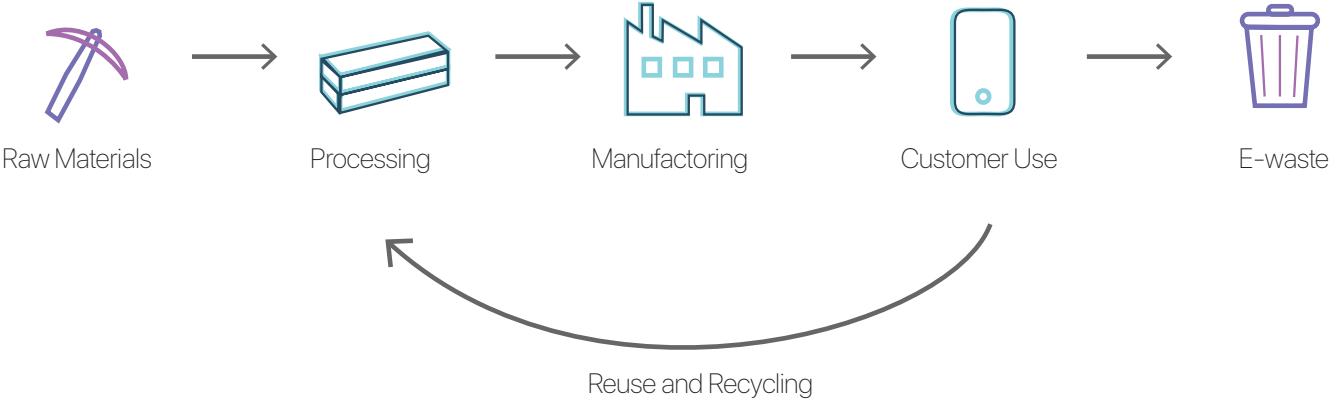 Raw Materials
Processing
Manufactoring
Customer Use
E-waste
Reuse and Recycling